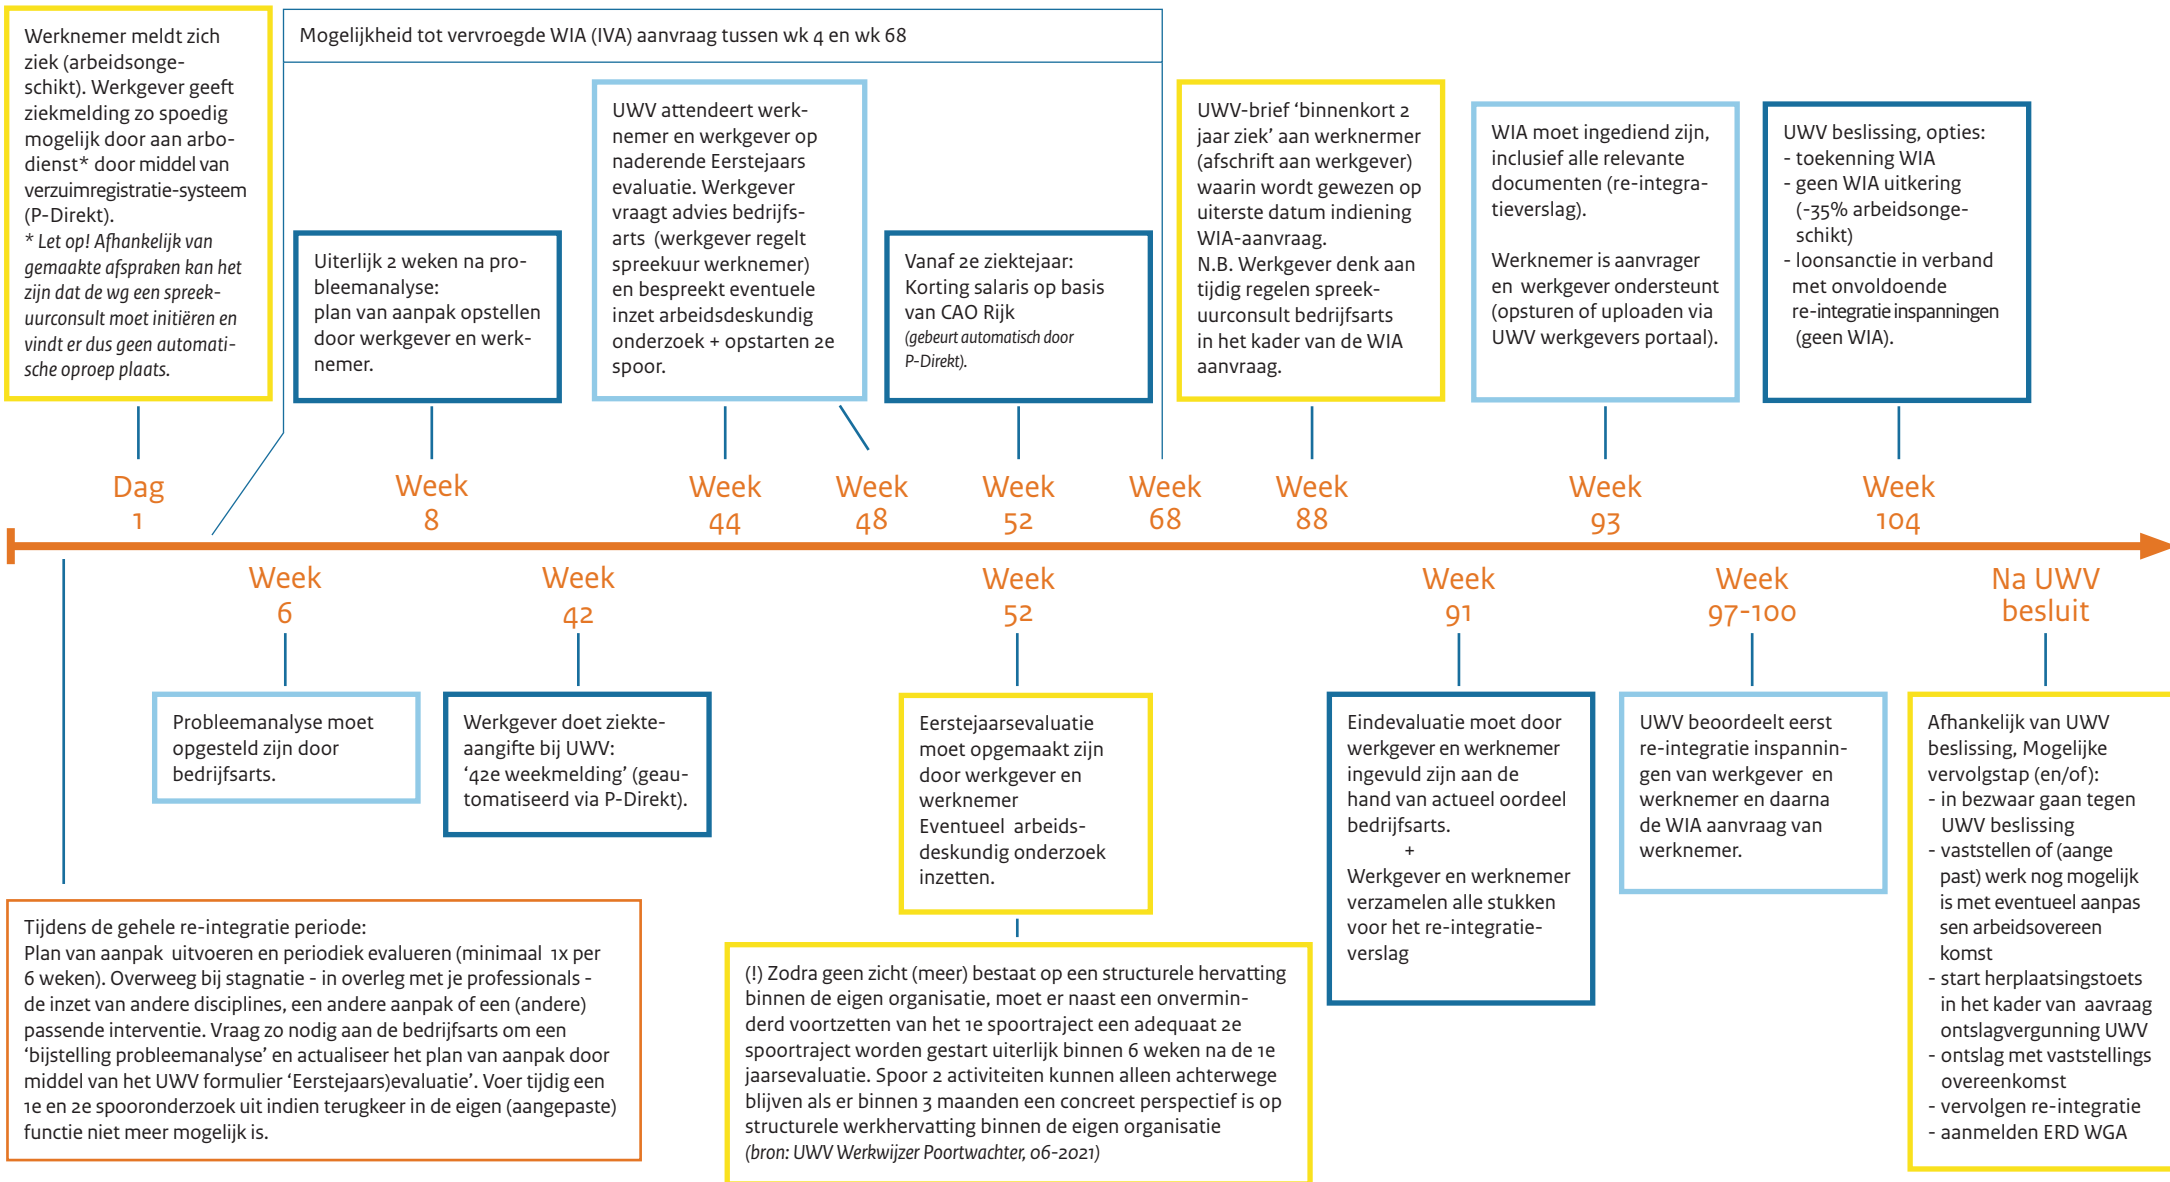 Werknemer meldt zich
ziek (arbeidsonge-
schikt). Werkgever geeft
ziekmelding zo spoedig
mogelijk door aan arbo-
dienst* door middel van
verzuimregistratie-systeem
(P-Direkt).
* Let op! Afhankelijk van
gemaakte afspraken kan het
zijn dat de wg een spreek-
uurconsult moet initiëren en
vindt er dus geen automati-
sche oproep plaats.
Mogelijkheid tot vervroegde WIA (IVA) aanvraag tussen wk 4 en wk 68
Uiterlijk 2 weken na pro-
bleemanalyse:
plan van aanpak opstellen
door werkgever en werk-
nemer.
UWV attendeert werk-
nemer en werkgever op
naderende Eerstejaars
evaluatie. Werkgever
vraagt advies bedrijfs-
arts (werkgever regelt
spreekuur werknemer)
en bespreekt eventuele
inzet arbeidsdeskundig
onderzoek + opstarten 2e
spoor.
Vanaf 2e ziektejaar:
Korting salaris op basis
van CAO Rijk
(gebeurt automatisch door
P-Direkt).
UWV-brief ‘binnenkort 2
jaar ziek’ aan werknermer
(afschrift aan werkgever)
waarin wordt gewezen op
uiterste datum indiening
WIA-aanvraag.
N.B. Werkgever denk aan
tijdig regelen spreek-
uurconsult bedrijfsarts
in het kader van de WIA
aanvraag.
WIA moet ingediend zijn,
inclusief alle relevante
documenten (re-integra-
tieverslag).
Werknemer is aanvrager
en werkgever ondersteunt
(opsturen of uploaden via
UWV werkgevers portaal).
UWV beslissing, opties:
- toekenning WIA
- geen WIA uitkering
(-35% arbeidsonge-
schikt)
- loonsanctie in verband
met onvoldoende
re-integratie inspanningen
(geen WIA).
Dag
1
Week
8
Week
44
Week
48
Week
52
Week
68
Week
88
Week
93
Week
104
Week
6
Week
42
Week
52
Week
91
Week
97-100
Na UWV
besluit
Probleemanalyse moet
opgesteld zijn door
bedrijfsarts.
Werkgever doet ziekte-
aangifte bij UWV:
‘42e weekmelding’ (geau-
tomatiseerd via P-Direkt).
Eerstejaarsevaluatie
moet opgemaakt zijn
door werkgever en
werknemer
Eventueel arbeids-
deskundig onderzoek
inzetten.
Eindevaluatie moet door
werkgever en werknemer
ingevuld zijn aan de
hand van actueel oordeel
bedrijfsarts.
+
Werkgever en werknemer
verzamelen alle stukken
voor het re-integratie-
verslag
UWV beoordeelt eerst
re-integratie inspannin-
gen van werkgever en
werknemer en daarna
de WIA aanvraag van
werknemer.
Afhankelijk van UWV
beslissing, Mogelijke
vervolgstap (en/of):
- in bezwaar gaan tegen
UWV beslissing
- vaststellen of (aange
past) werk nog mogelijk
is met eventueel aanpas
sen arbeidsovereen
komst
- start herplaatsingstoets
in het kader van aavraag
ontslagvergunning UWV
- ontslag met vaststellings
overeenkomst
- vervolgen re-integratie
- aanmelden ERD WGA
Tijdens de gehele re-integratie periode:
Plan van aanpak uitvoeren en periodiek evalueren (minimaal 1x per
6 weken). Overweeg bij stagnatie - in overleg met je professionals -
de inzet van andere disciplines, een andere aanpak of een (andere)
passende interventie. Vraag zo nodig aan de bedrijfsarts om een
‘bijstelling probleemanalyse’ en actualiseer het plan van aanpak door
middel van het UWV formulier ‘Eerstejaars)evaluatie’. Voer tijdig een
1e en 2e spooronderzoek uit indien terugkeer in de eigen (aangepaste)
functie niet meer mogelijk is.
(!) Zodra geen zicht (meer) bestaat op een structurele hervatting
binnen de eigen organisatie, moet er naast een onvermin-
derd voortzetten van het 1e spoortraject een adequaat 2e
spoortraject worden gestart uiterlijk binnen 6 weken na de 1e
jaarsevaluatie. Spoor 2 activiteiten kunnen alleen achterwege
blijven als er binnen 3 maanden een concreet perspectief is op
structurele werkhervatting binnen de eigen organisatie
(bron: UWV Werkwijzer Poortwachter, 06-2021)